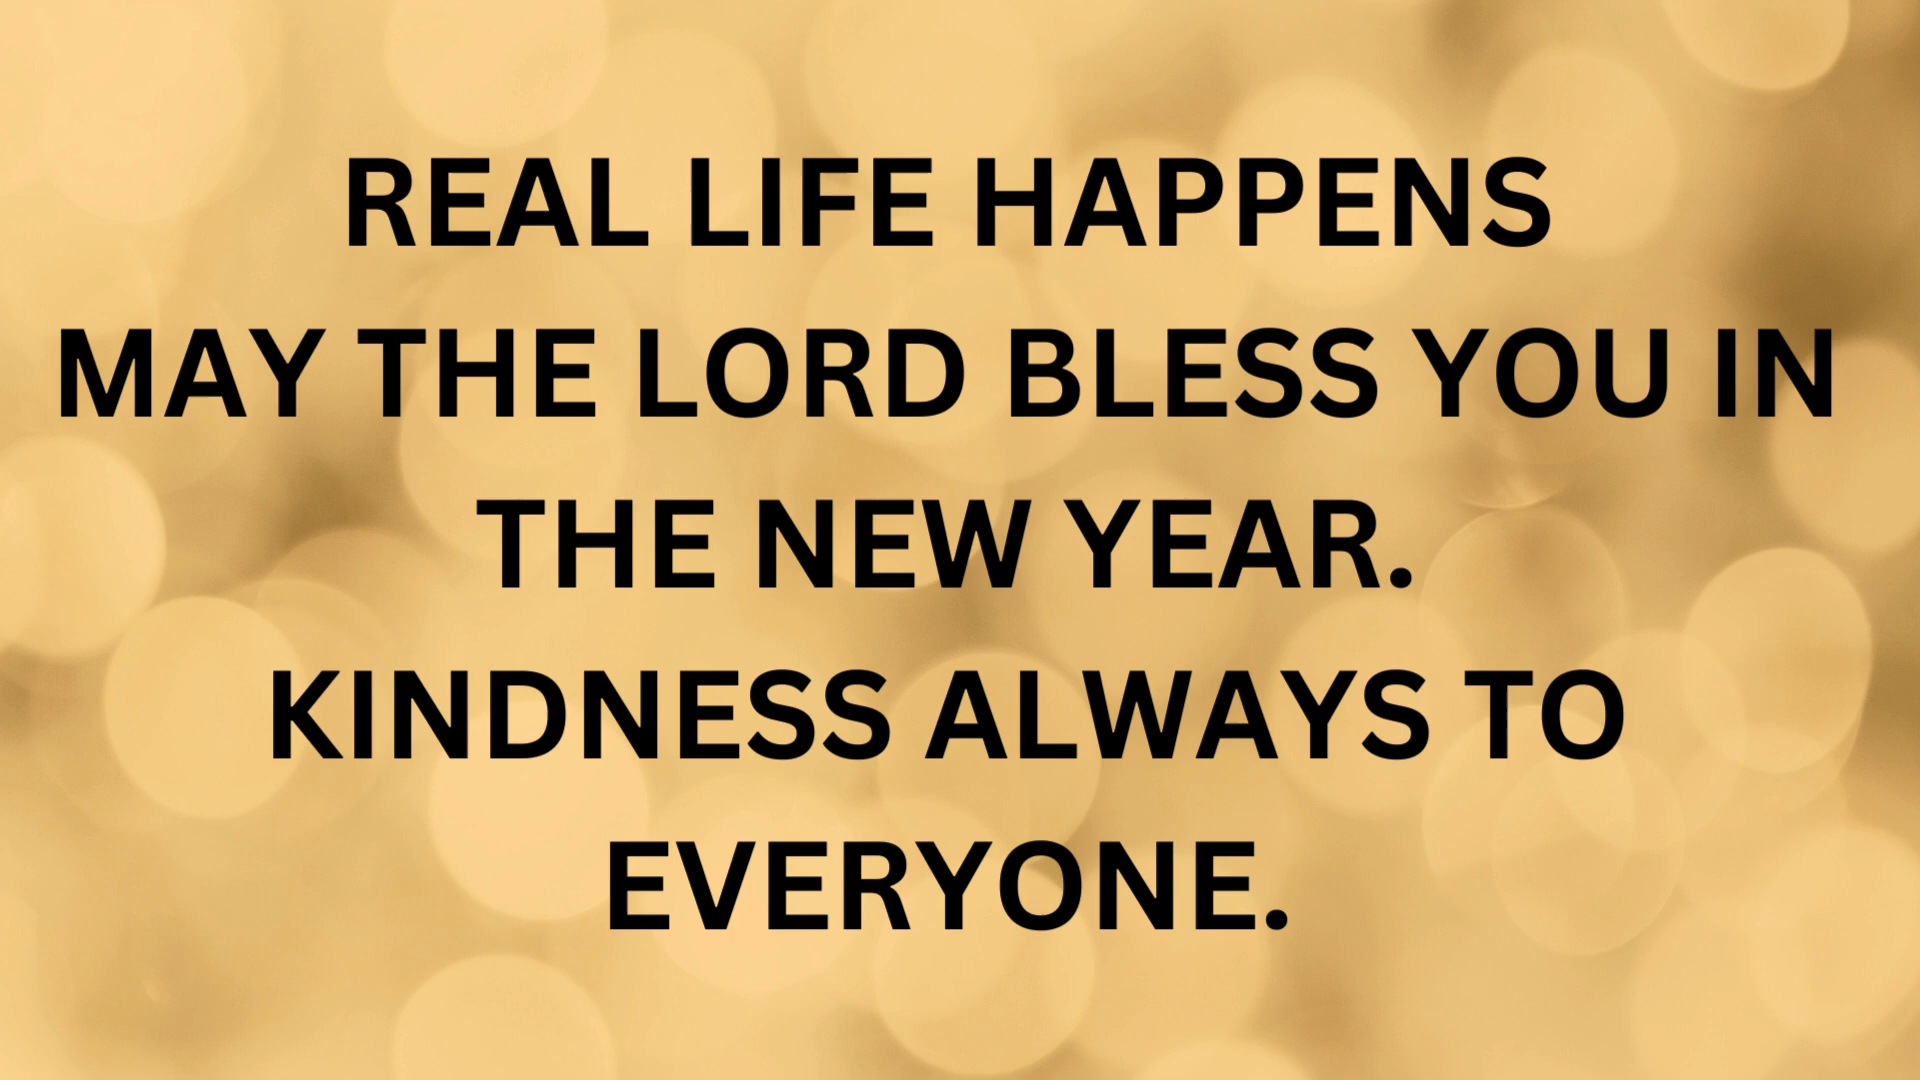 REAL LIFE HAPPENS
MAY THE LORD BLESS YOU IN
THE NEW YEAR.
KINDNESS ALWAYS TO
EVERYONE.